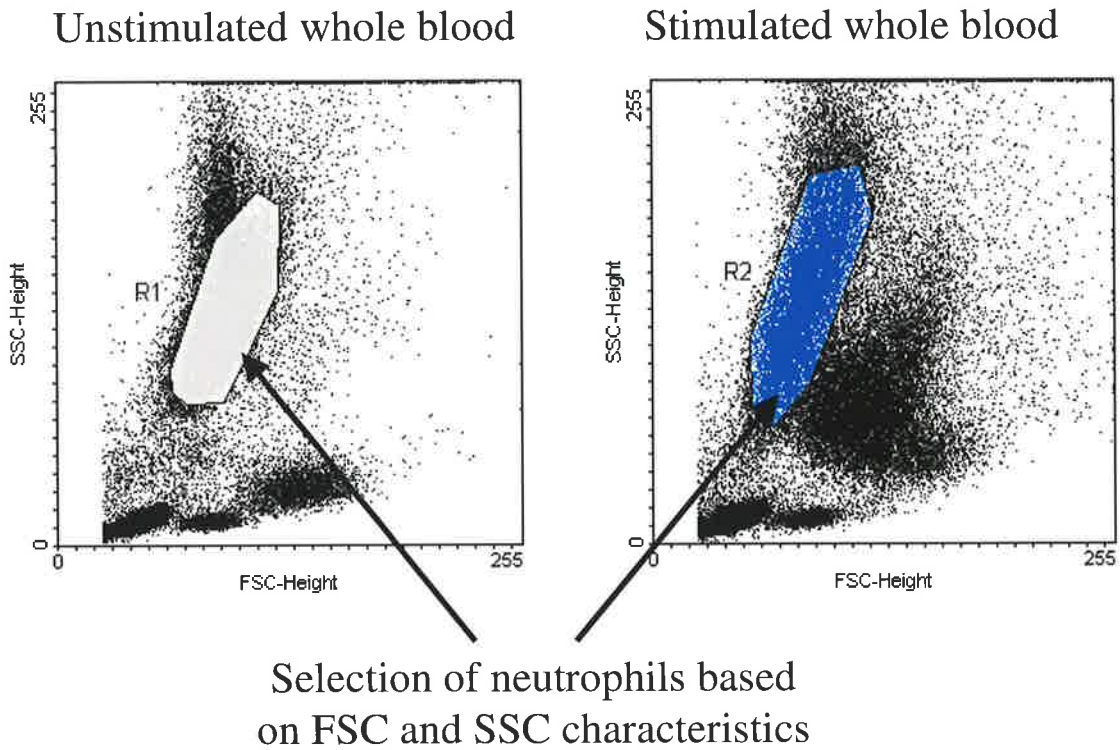 Unstimulated whole blood
Stimulated whole blood
255
SSC-Height
R1
0
0
FSC-Height
255
255
SSC-Height
R2
0
0
FSC-Height
255
Selection of neutrophils based
on FSC and SSC characteristics